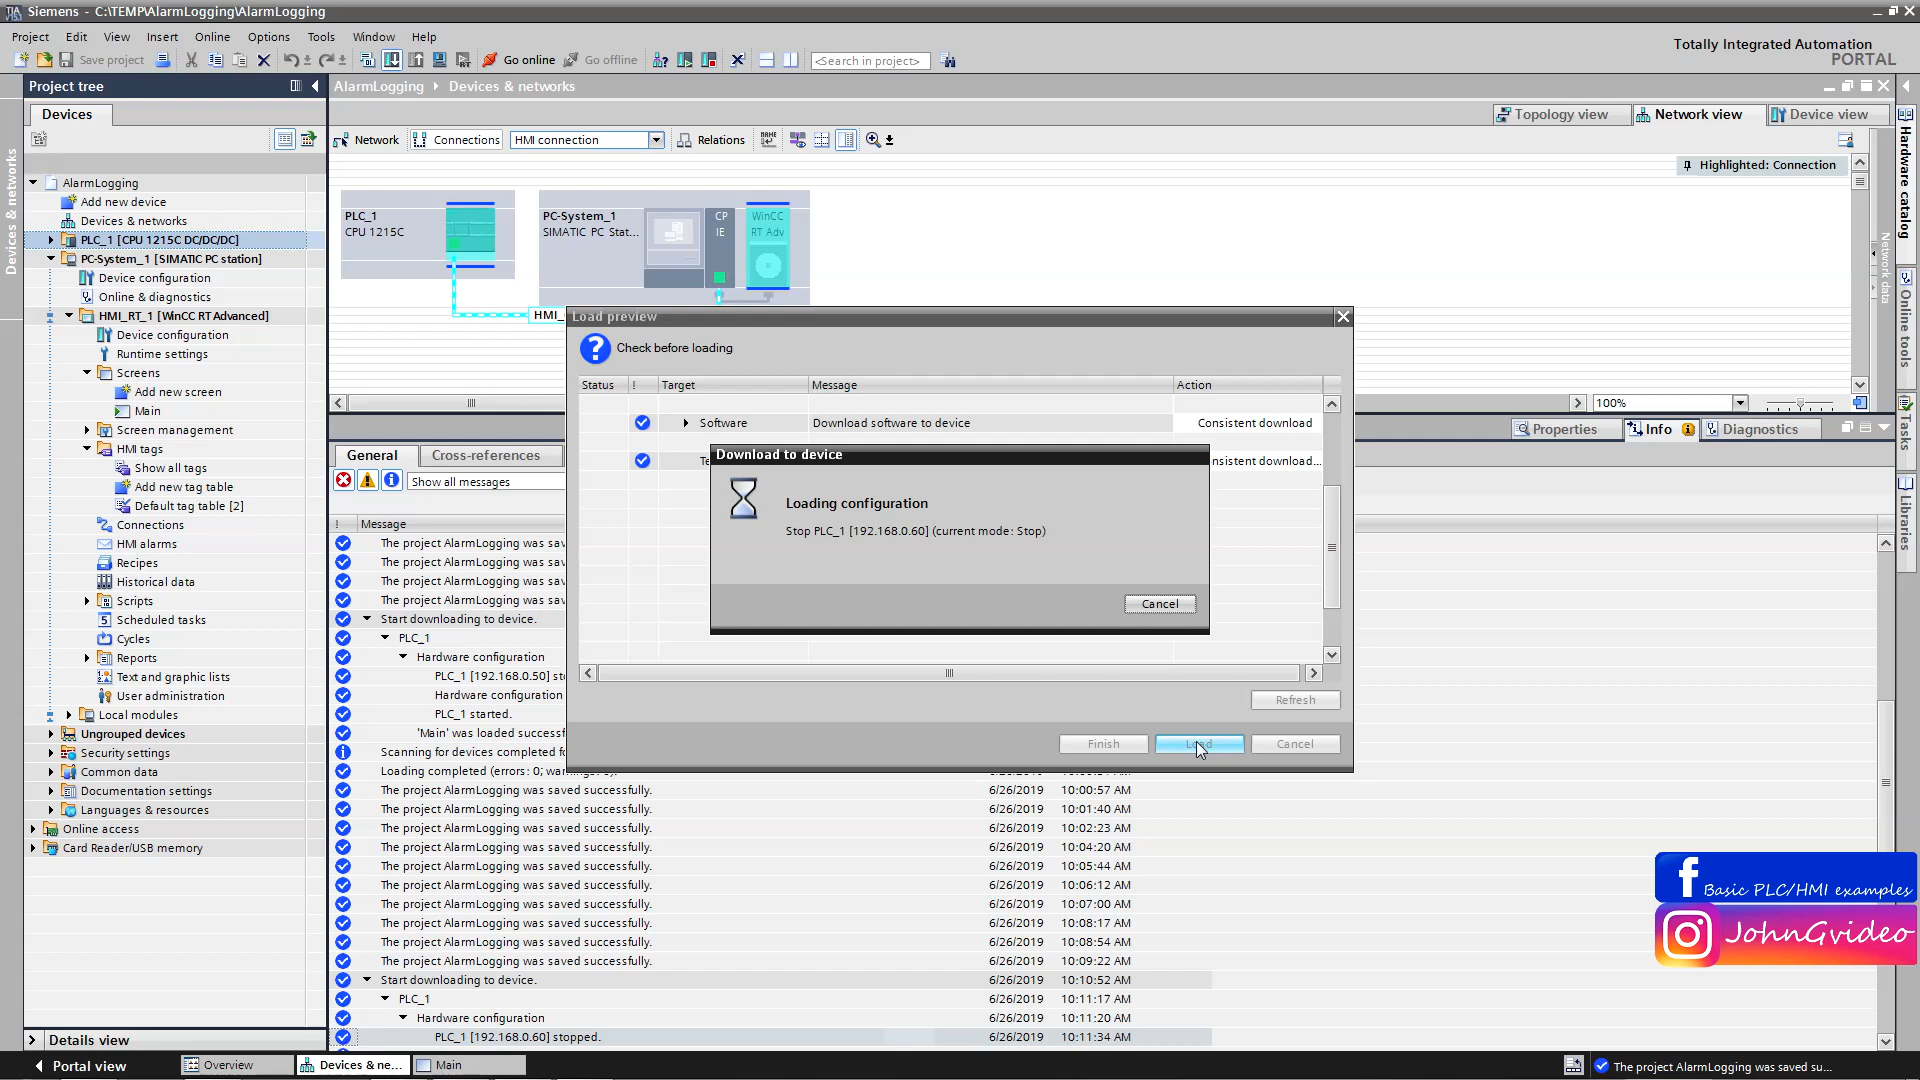 Siemens - C:\TEMP\AlarmLogging\AlarmLogging
Project Edit View Insert Online Options Tools Window Help
Totally Integrated Automation
PORTAL
Save project Go online Go offline <Search in project>
Project tree
AlarmLogging Devices & networks
Devices
Topology view Network view Device view
Network Connections HMI connection Relations
Highlighted: Connection
Devices & networks
Hardware catalog
Online tools
Tasks
Libraries
Network data
AlarmLogging
Add new device
Devices & networks
PLC_1 [CPU 1215C DC/DC/DC]
PC-System_1 [SIMATIC PC station]
Device configuration
Online & diagnostics
HMI_RT_1 [WinCC RT Advanced]
Device configuration
Runtime settings
Screens
Add new screen
Main
Screen management
HMI tags
Show all tags
Add new tag table
Default tag table [2]
Connections
HMI alarms
Recipes
Historical data
Scripts
Scheduled tasks
Cycles
Reports
Text and graphic lists
User administration
Local modules
Ungrouped devices
Security settings
Common data
Documentation settings
Languages & resources
Online access
Card Reader/USB memory
Details view
PLC_1
CPU 1215C
PC-System_1
SIMATIC PC Stat...
CP
IE
WinCC
RT Adv
HMI_
100%
Properties Info Diagnostics
General Cross-references
Show all messages
! Message
The project AlarmLogging was sav
The project AlarmLogging was sav
The project AlarmLogging was sav
The project AlarmLogging was sav
Start downloading to device.
PLC_1
Hardware configuration
PLC_1 [192.168.0.50] sto
Hardware configuration
PLC_1 started.
'Main' was loaded successf
Scanning for devices completed fo
Loading completed (errors: 0; warnings: 0).
The project AlarmLogging was saved successfully. 6/26/2019 10:00:57 AM
The project AlarmLogging was saved successfully. 6/26/2019 10:01:40 AM
The project AlarmLogging was saved successfully. 6/26/2019 10:02:23 AM
The project AlarmLogging was saved successfully. 6/26/2019 10:04:20 AM
The project AlarmLogging was saved successfully. 6/26/2019 10:05:44 AM
The project AlarmLogging was saved successfully. 6/26/2019 10:06:12 AM
The project AlarmLogging was saved successfully. 6/26/2019 10:07:00 AM
The project AlarmLogging was saved successfully. 6/26/2019 10:08:17 AM
The project AlarmLogging was saved successfully. 6/26/2019 10:08:54 AM
The project AlarmLogging was saved successfully. 6/26/2019 10:09:22 AM
Start downloading to device. 6/26/2019 10:10:52 AM
PLC_1 6/26/2019 10:11:17 AM
Hardware configuration 6/26/2019 10:11:20 AM
PLC_1 [192.168.0.60] stopped. 6/26/2019 10:11:34 AM
Load preview
Check before loading
Status ! Target Message Action
Software Download software to device Consistent download
Te nsistent download...
Download to device
Loading configuration
Stop PLC_1 [192.168.0.60] (current mode: Stop)
Cancel
Refresh
Finish Load Cancel
Basic PLC/HMI examples
JohnGvideo
Portal view Overview Devices & ne... Main The project AlarmLogging was saved su...